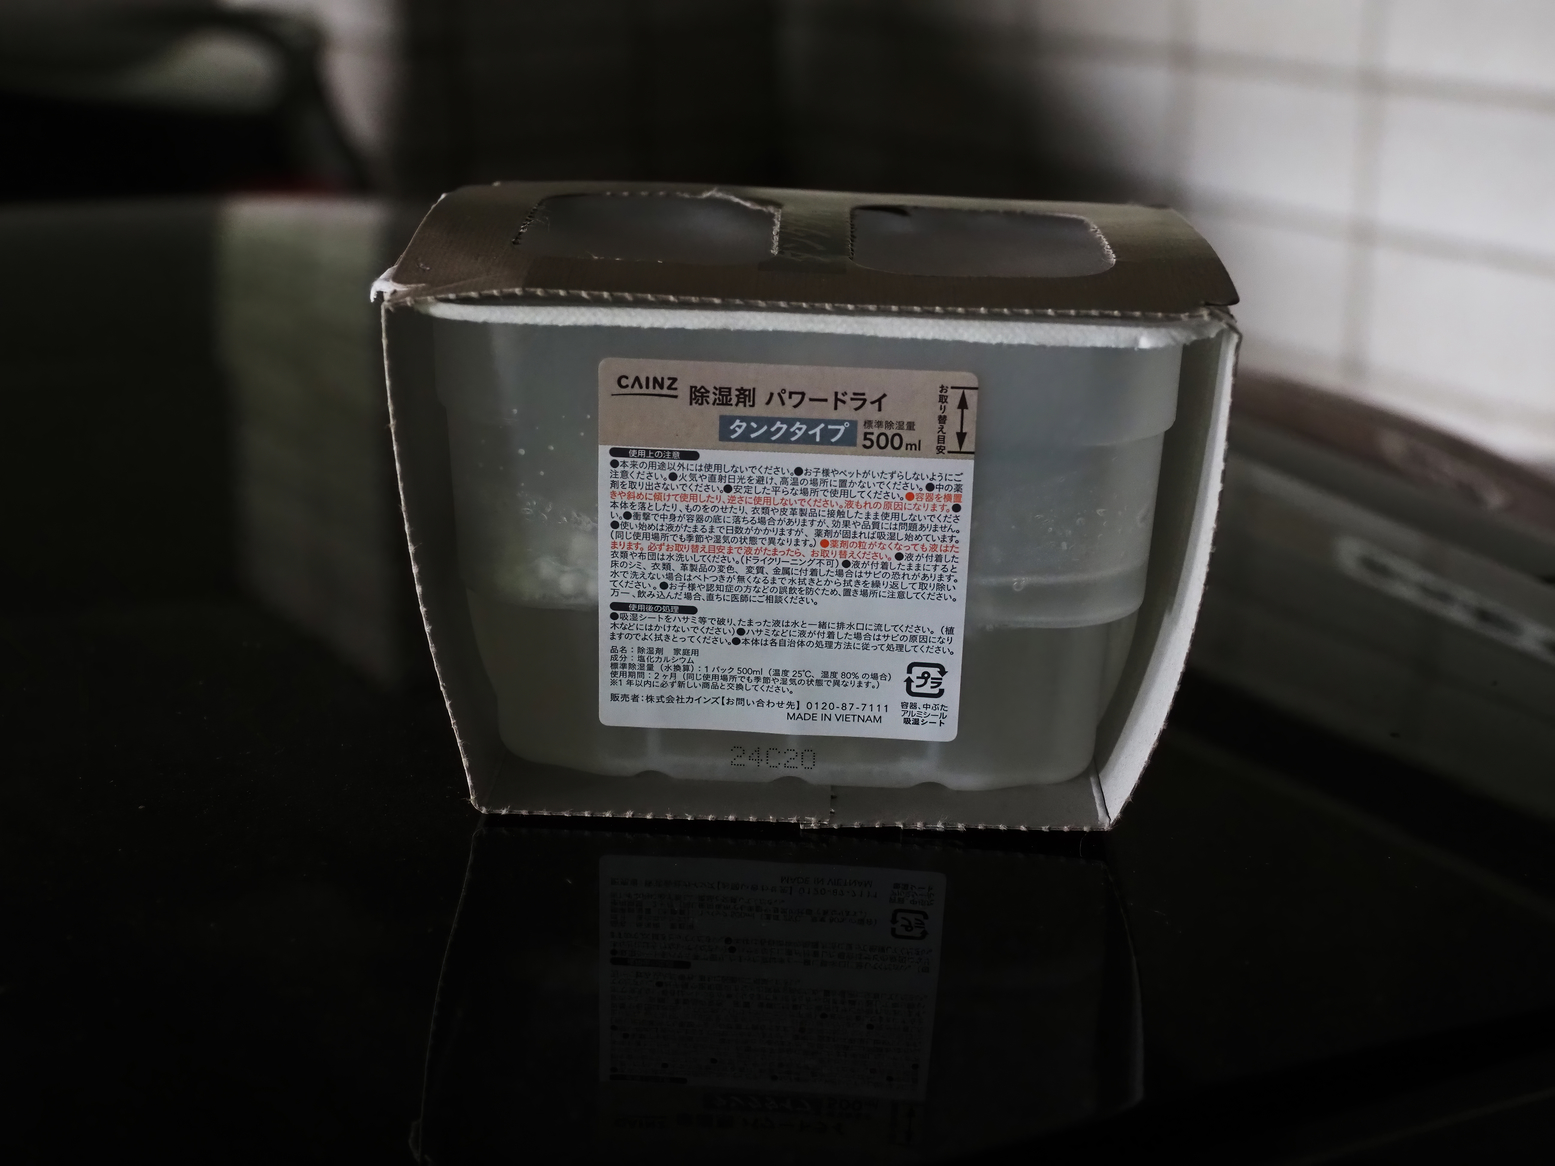 CAINZ 除湿剤 パワードライ
タンクタイプ 標準除湿量 500ml
お取り替え目安
使用上の注意
●本来の用途以外には使用しないでください。●お子様やペットがいたずらしないようにご
注意ください。●火気や直射日光を避け、高温の場所に置かないでください。●中の薬
剤を取り出さないでください。●安定した平らな場所で使用してください。●容器を横置
きや斜めに傾けて使用したり、逆さに使用しないでください。液もれの原因になります。●
本体を落としたり、ものをのせたり、衣類や皮革製品に接触したまま使用しないでくださ
い。●衝撃で中身が容器の底に落ちる場合がありますが、効果や品質には問題ありません。
●使い始めは液がたまるまで日数がかかりますが、薬剤が固まれば吸湿し始めています。
(同じ使用場所でも季節や湿気の状態で異なります。)●薬剤の粒がなくなっても液はた
まります。必ずお取り替え目安まで液がたまったら、お取り替えください。●液が付着した
衣類や布団は水洗いしてください。(ドライクリーニング不可)●液が付着したままにすると
床のシミ、衣類、革製品の変色、変質、金属に付着した場合はサビの恐れがあります。
水で洗えない場合はベトつきが無くなるまで水拭きとから拭きを繰り返して取り除い
てください。●お子様や認知症の方などの誤飲を防ぐため、置き場所に注意してください。
万一、飲み込んだ場合、直ちに医師にご相談ください。
使用後の処理
●吸湿シートをハサミ等で破り、たまった液は水と一緒に排水口に流してください。(植
木などにはかけないでください)●ハサミなどに液が付着した場合はサビの原因になり
ますのでよく拭きとってください。●本体は各自治体の処理方法に従って処理してください。
品名:除湿剤 家庭用
成分:塩化カルシウム
標準除湿量(水換算):1パック500ml(温度25℃、湿度80%の場合)
使用期間:2ヶ月(同じ使用場所でも季節や湿気の状態で異なります。)
※1年以内に必ず新しい商品と交換してください。
販売者:株式会社カインズ【お問い合わせ先】0120-87-7111
MADE IN VIETNAM
プラ
容器、中ぶた
アルミシール
吸湿シート
24C20